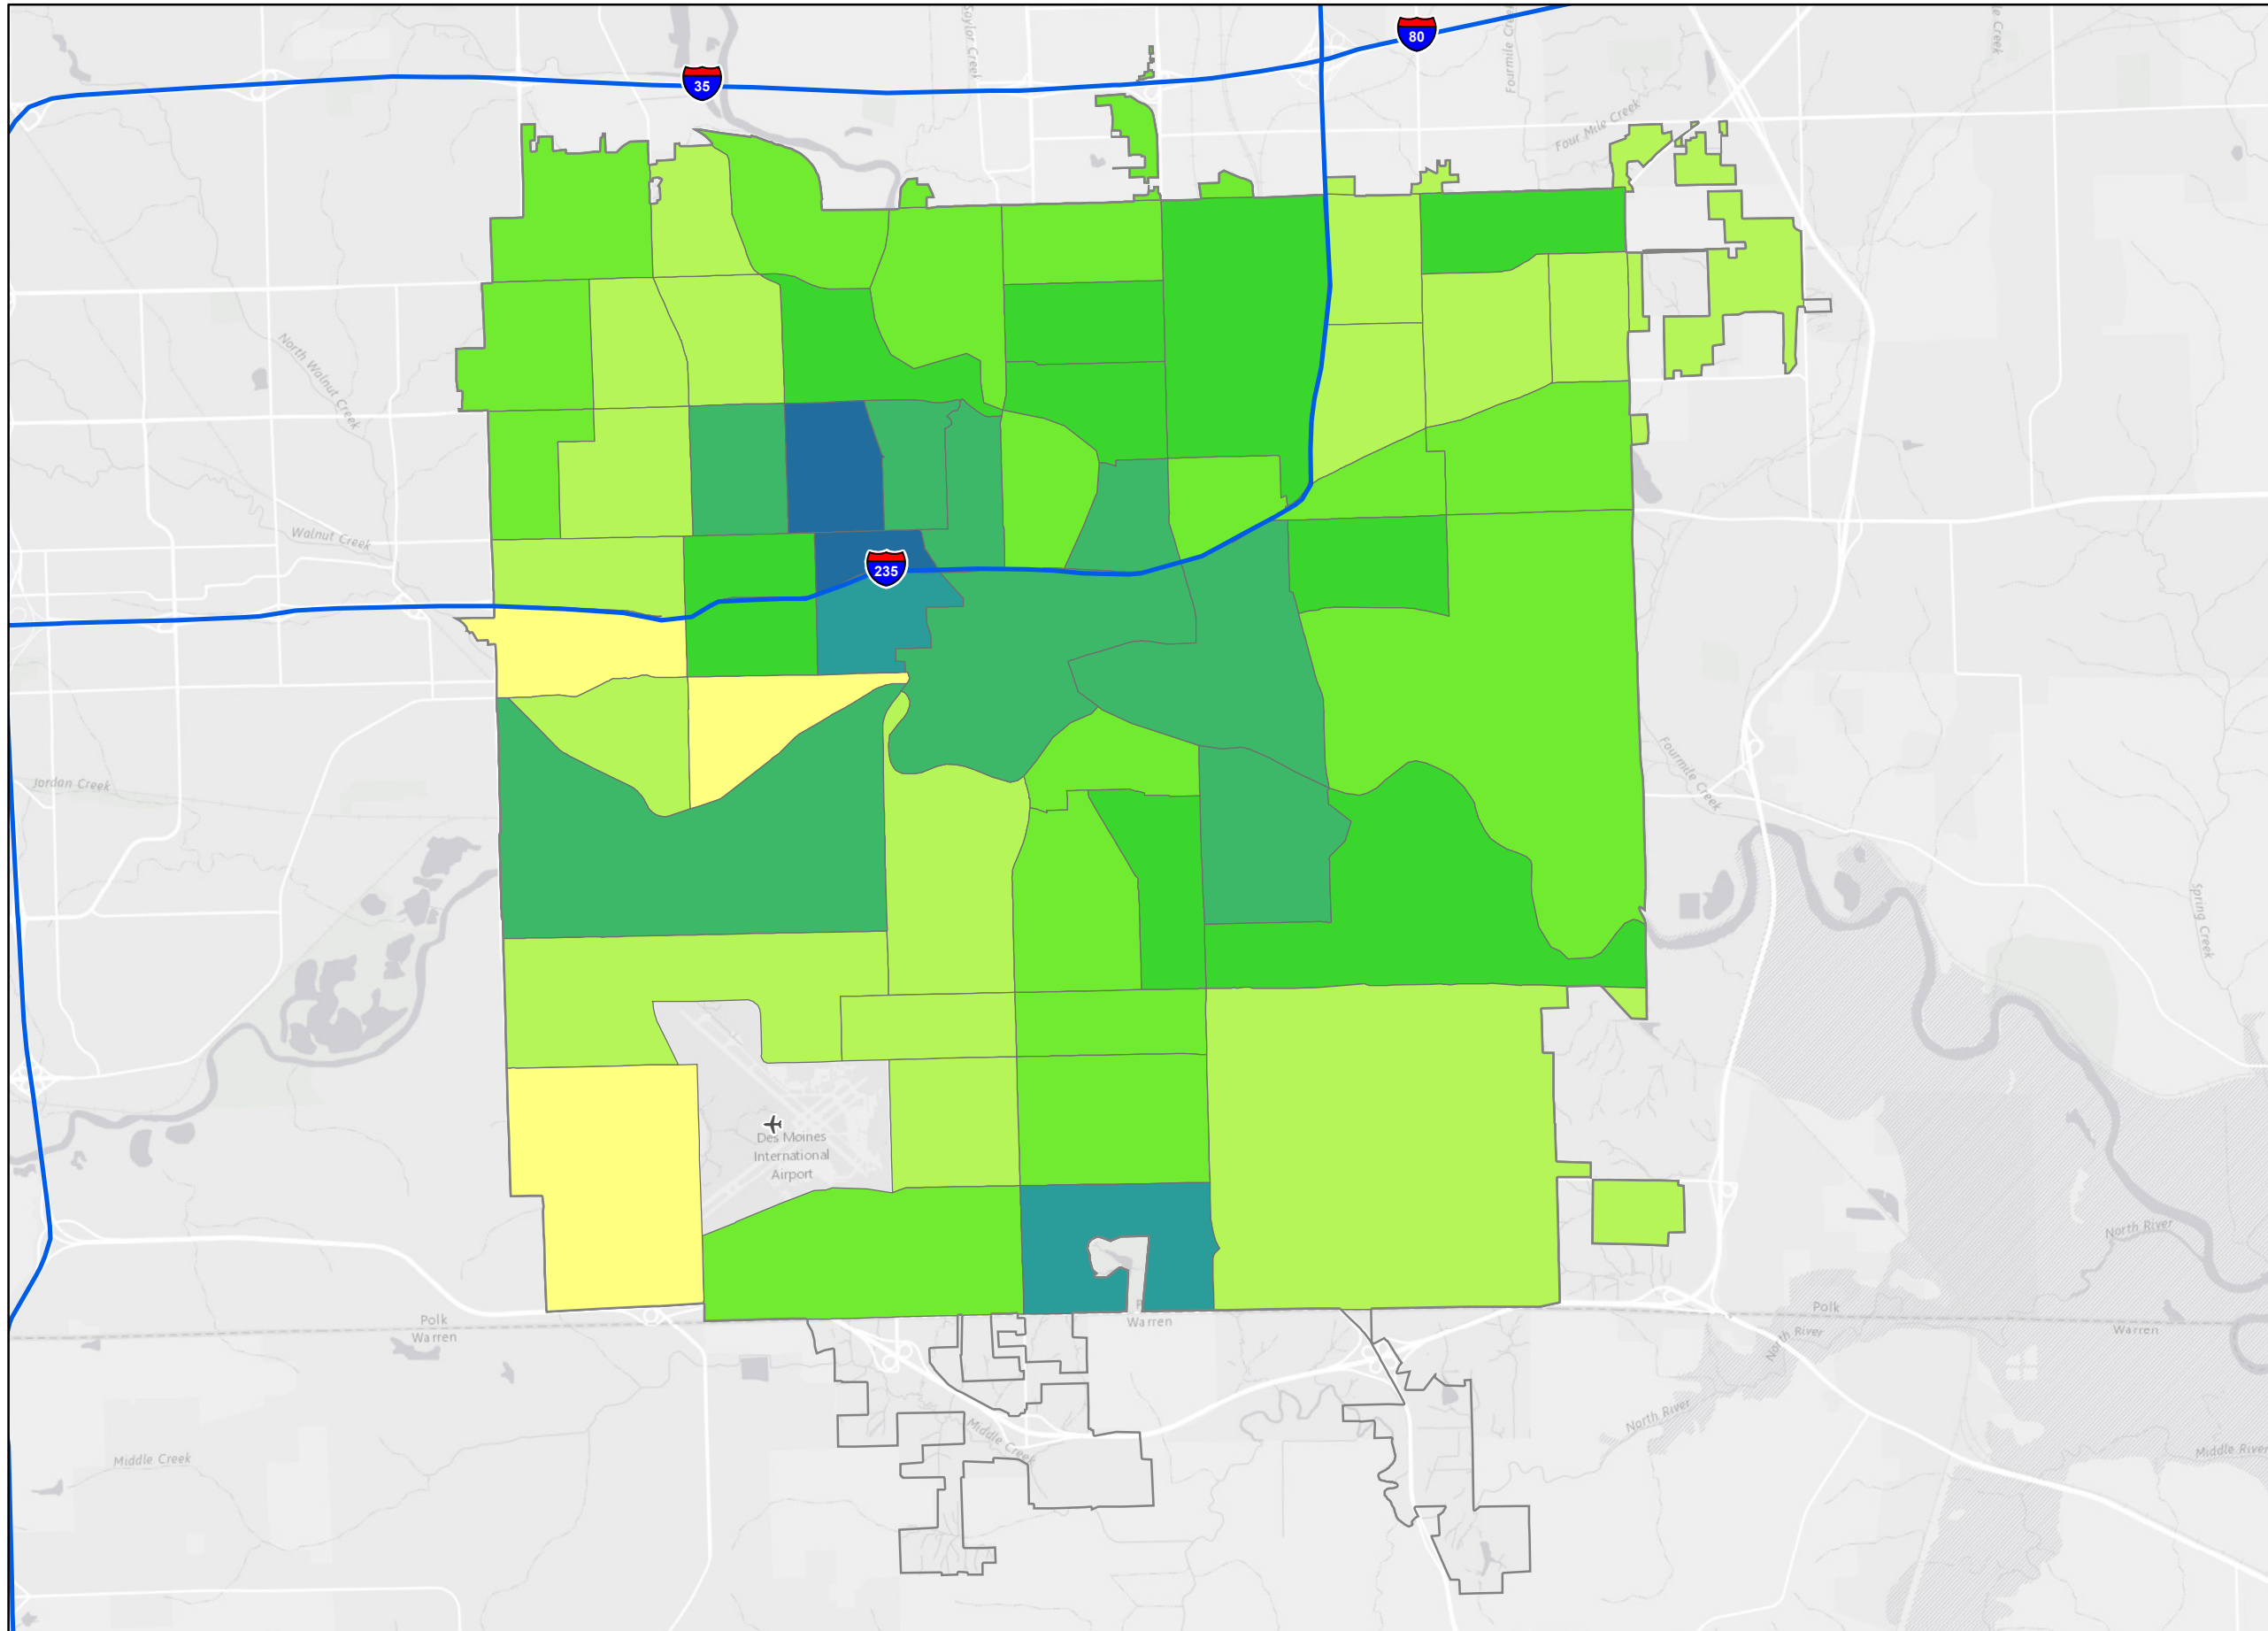 Saylor Creek
80
Fourmile Creek
35
Four Mile Creek
North Walnut Creek
Walnut Creek
235
Jordan Creek
Fourmile Creek
Spring Creek
Des Moines
International
Airport
North River
Polk
Warren
Warren
Polk
Warren
North River
North River
Middle Creek
Middle Creek
Middle River